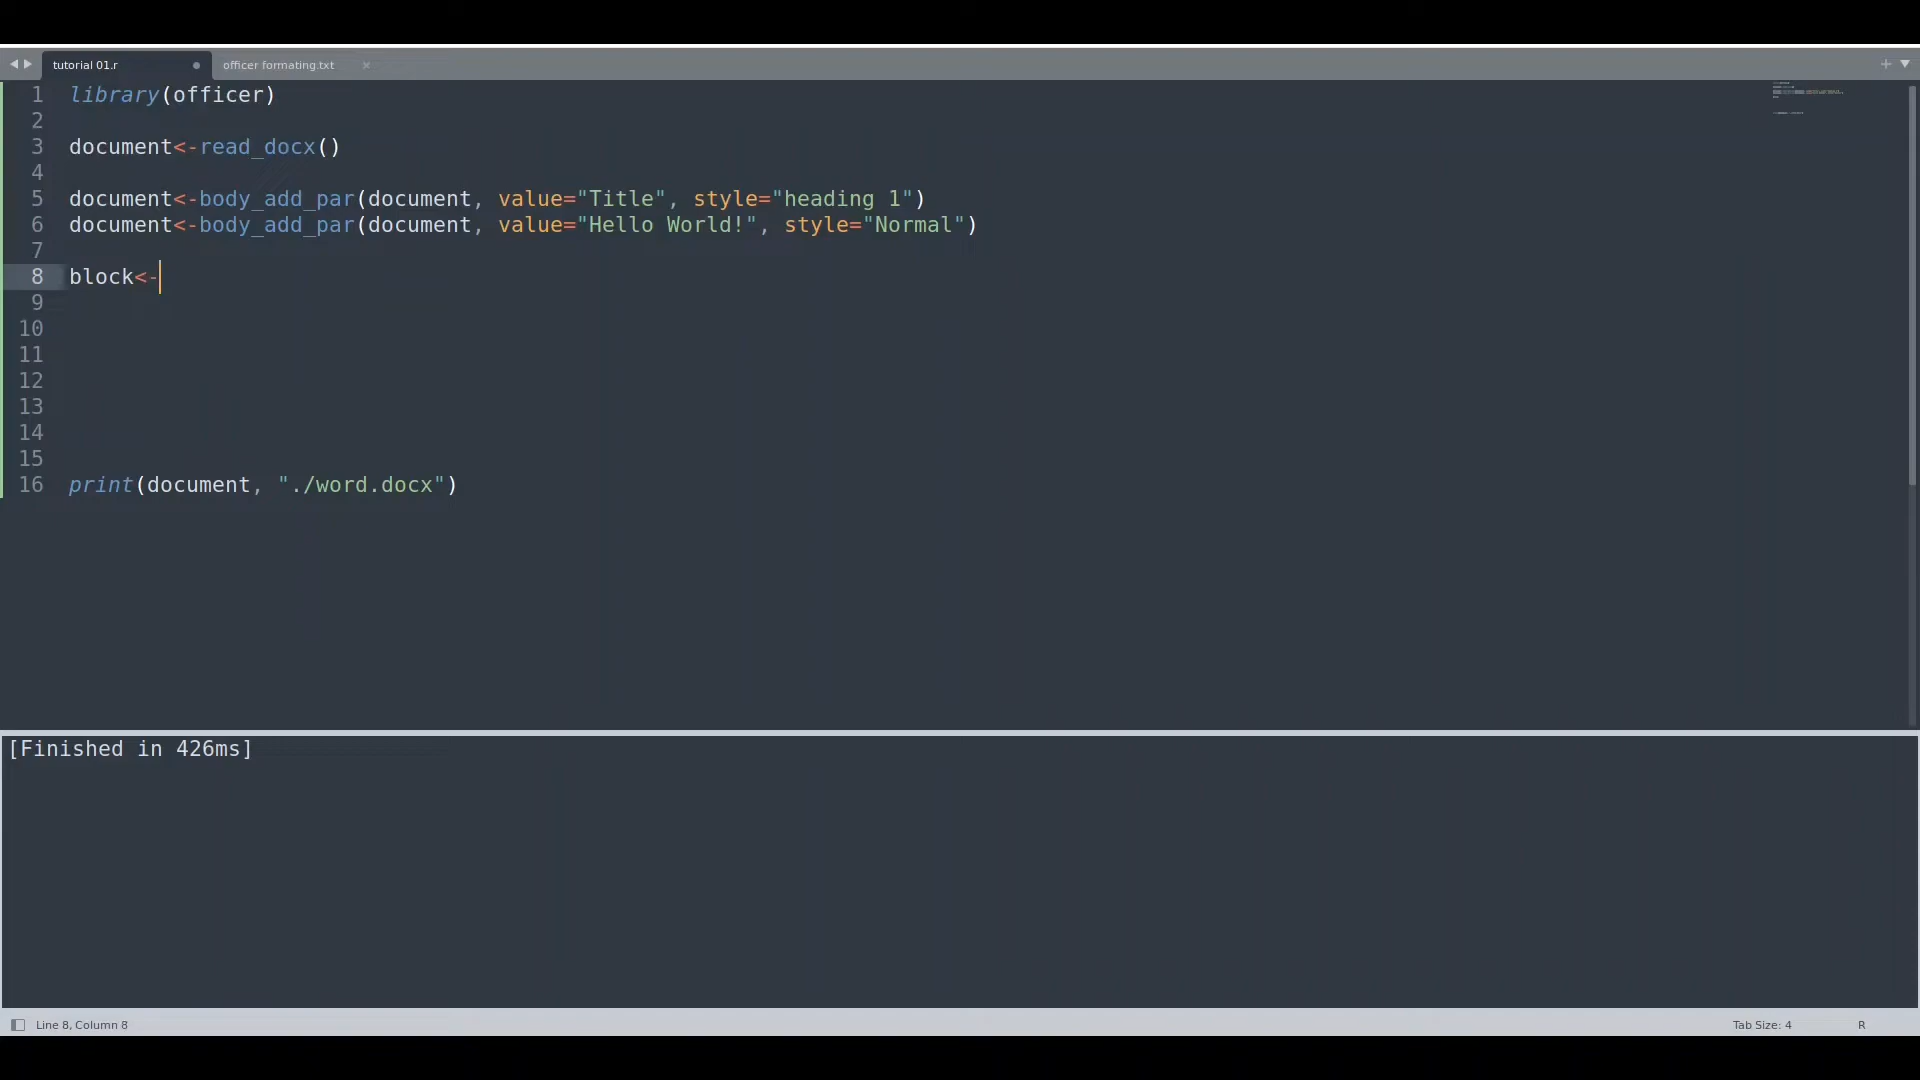 tutorial 01.r
officer formating.txt
1 library(officer)
2
3 document<-read_docx()
4
5 document<-body_add_par(document, value="Title", style="heading 1")
6 document<-body_add_par(document, value="Hello World!", style="Normal")
7
8 block<-
9
10
11
12
13
14
15
16 print(document, "./word.docx")
[Finished in 426ms]
Line 8, Column 8
Tab Size: 4
R